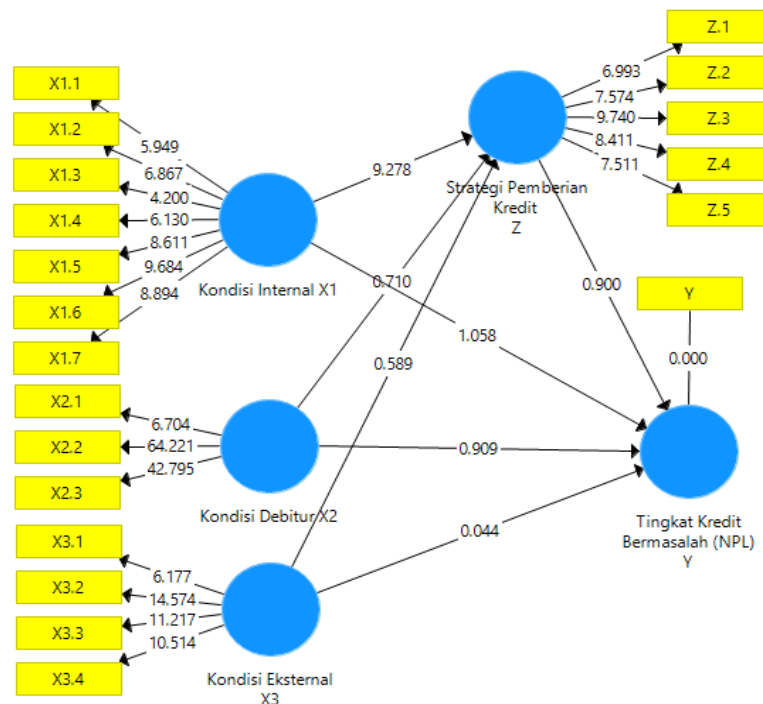 Z.1
6.993
Z.2
7.574
Z.3
9.740
Z.4
8.411
Z.5
7.511
Strategi Pemberian
Kredit
Z
X1.1
5.949
X1.2
6.867
X1.3
4.200
X1.4
6.130
X1.5
8.611
X1.6
9.684
X1.7
8.894
Kondisi Internal X1
9.278
0.710
0.589
1.058
0.900
Y
0.000
X2.1
6.704
X2.2
64.221
X2.3
42.795
Kondisi Debitur X2
0.909
0.044
Tingkat Kredit
Bermasalah (NPL)
Y
X3.1
6.177
X3.2
14.574
X3.3
11.217
X3.4
10.514
Kondisi Eksternal
X3